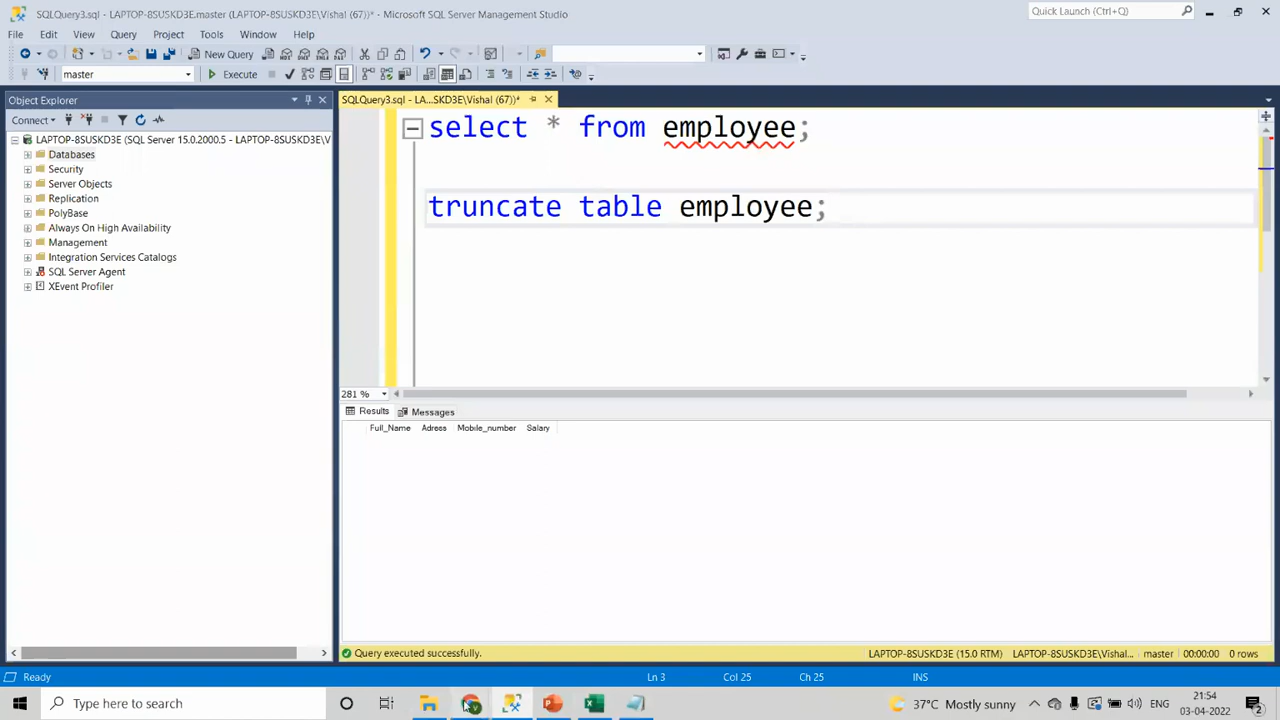 SQLQuery3.sql - LAPTOP-8SUSKD3E.master (LAPTOP-8SUSKD3E\Vishal (67))* - Microsoft SQL Server Management Studio
Quick Launch (Ctrl+Q)
File Edit View Query Project Tools Window Help
New Query
master Execute
Object Explorer
SQLQuery3.sql - LA...SKD3E\Vishal (67))*
Connect
LAPTOP-8SUSKD3E (SQL Server 15.0.2000.5 - LAPTOP-8SUSKD3E\V
Databases
Security
Server Objects
Replication
PolyBase
Always On High Availability
Management
Integration Services Catalogs
SQL Server Agent
XEvent Profiler
select * from employee;
truncate table employee;
281 %
Results Messages
Full_Name Adress Mobile_number Salary
Query executed successfully.
LAPTOP-8SUSKD3E (15.0 RTM) LAPTOP-8SUSKD3E\Vishal... master 00:00:00 0 rows
Ready Ln 3 Col 25 Ch 25 INS
Type here to search
37°C Mostly sunny
ENG
21:54
03-04-2022
2